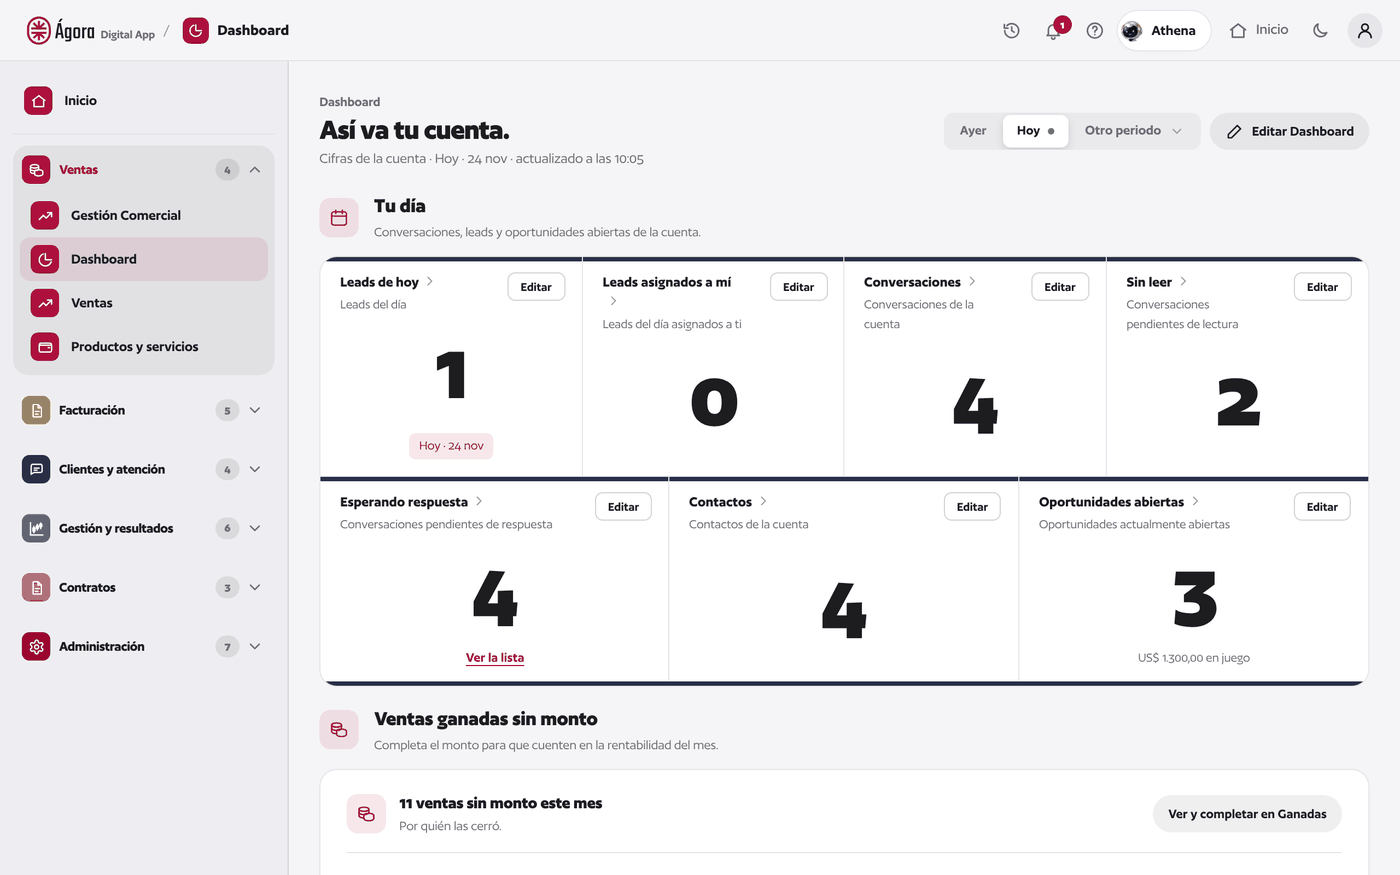 Ágora Digital App / Dashboard
1
Athena
Inicio
Inicio
Ventas 4
Gestión Comercial
Dashboard
Ventas
Productos y servicios
Facturación 5
Clientes y atención 4
Gestión y resultados 6
Contratos 3
Administración 7
Dashboard
Así va tu cuenta.
Cifras de la cuenta · Hoy · 24 nov · actualizado a las 10:05
Ayer Hoy Otro periodo
Editar Dashboard
Tu día
Conversaciones, leads y oportunidades abiertas de la cuenta.
Leads de hoy
Editar
Leads del día
1
Hoy · 24 nov
Leads asignados a mí
Editar
Leads del día asignados a ti
0
Conversaciones
Editar
Conversaciones de la
cuenta
4
Sin leer
Editar
Conversaciones
pendientes de lectura
2
Esperando respuesta
Editar
Conversaciones pendientes de respuesta
4
Ver la lista
Contactos
Editar
Contactos de la cuenta
4
Oportunidades abiertas
Editar
Oportunidades actualmente abiertas
3
US$ 1.300,00 en juego
Ventas ganadas sin monto
Completa el monto para que cuenten en la rentabilidad del mes.
11 ventas sin monto este mes
Por quién las cerró.
Ver y completar en Ganadas